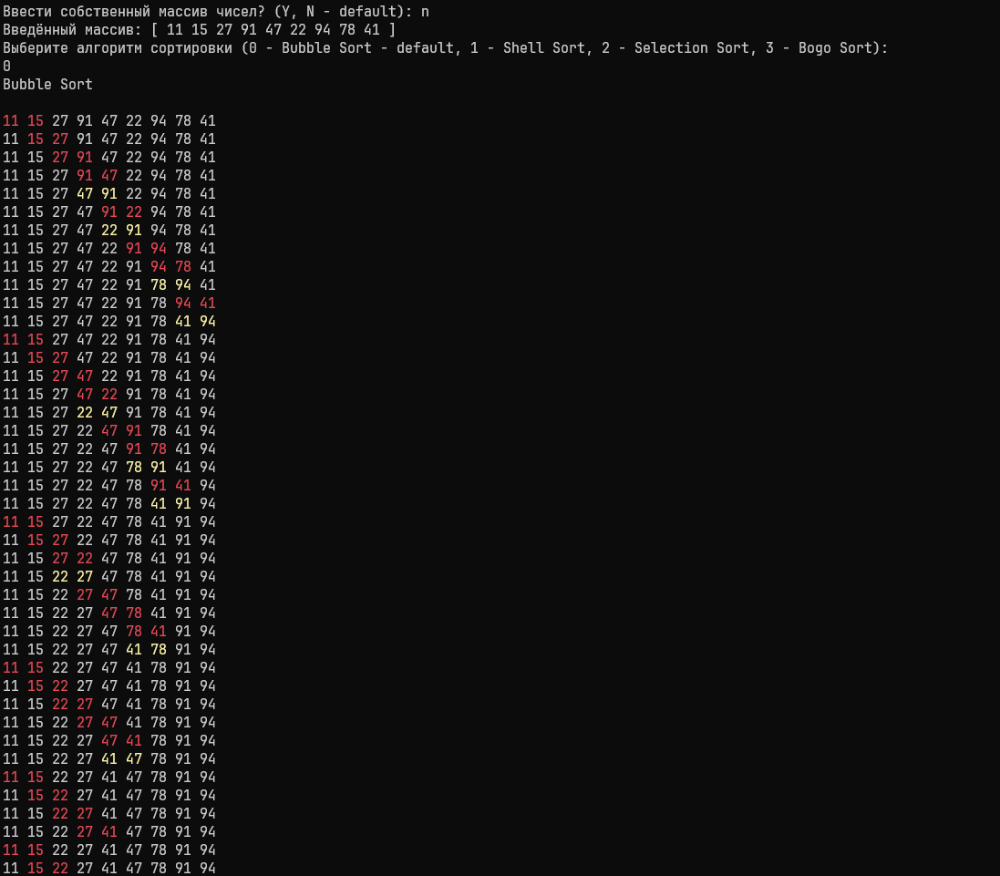 Ввести собственный массив чисел? (Y, N - default): n
Введённый массив: [ 11 15 27 91 47 22 94 78 41 ]
Выберите алгоритм сортировки (0 - Bubble Sort - default, 1 - Shell Sort, 2 - Selection Sort, 3 - Bogo Sort):
0
Bubble Sort
11 15 27 91 47 22 94 78 41
11 15 27 91 47 22 94 78 41
11 15 27 91 47 22 94 78 41
11 15 27 91 47 22 94 78 41
11 15 27 47 91 22 94 78 41
11 15 27 47 91 22 94 78 41
11 15 27 47 22 91 94 78 41
11 15 27 47 22 91 94 78 41
11 15 27 47 22 91 94 78 41
11 15 27 47 22 91 78 94 41
11 15 27 47 22 91 78 94 41
11 15 27 47 22 91 78 41 94
11 15 27 47 22 91 78 41 94
11 15 27 47 22 91 78 41 94
11 15 27 47 22 91 78 41 94
11 15 27 47 22 91 78 41 94
11 15 27 22 47 91 78 41 94
11 15 27 22 47 91 78 41 94
11 15 27 22 47 91 78 41 94
11 15 27 22 47 78 91 41 94
11 15 27 22 47 78 91 41 94
11 15 27 22 47 78 41 91 94
11 15 27 22 47 78 41 91 94
11 15 27 22 47 78 41 91 94
11 15 27 22 47 78 41 91 94
11 15 22 27 47 78 41 91 94
11 15 22 27 47 78 41 91 94
11 15 22 27 47 78 41 91 94
11 15 22 27 47 78 41 91 94
11 15 22 27 47 41 78 91 94
11 15 22 27 47 41 78 91 94
11 15 22 27 47 41 78 91 94
11 15 22 27 47 41 78 91 94
11 15 22 27 47 41 78 91 94
11 15 22 27 47 41 78 91 94
11 15 22 27 41 47 78 91 94
11 15 22 27 41 47 78 91 94
11 15 22 27 41 47 78 91 94
11 15 22 27 41 47 78 91 94
11 15 22 27 41 47 78 91 94
11 15 22 27 41 47 78 91 94
11 15 22 27 41 47 78 91 94